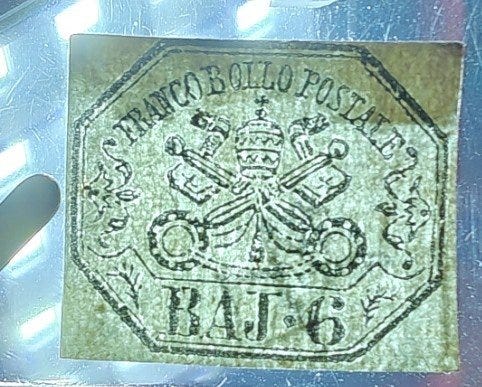 FRANCO BOLLO POSTALE
BAJ. 6